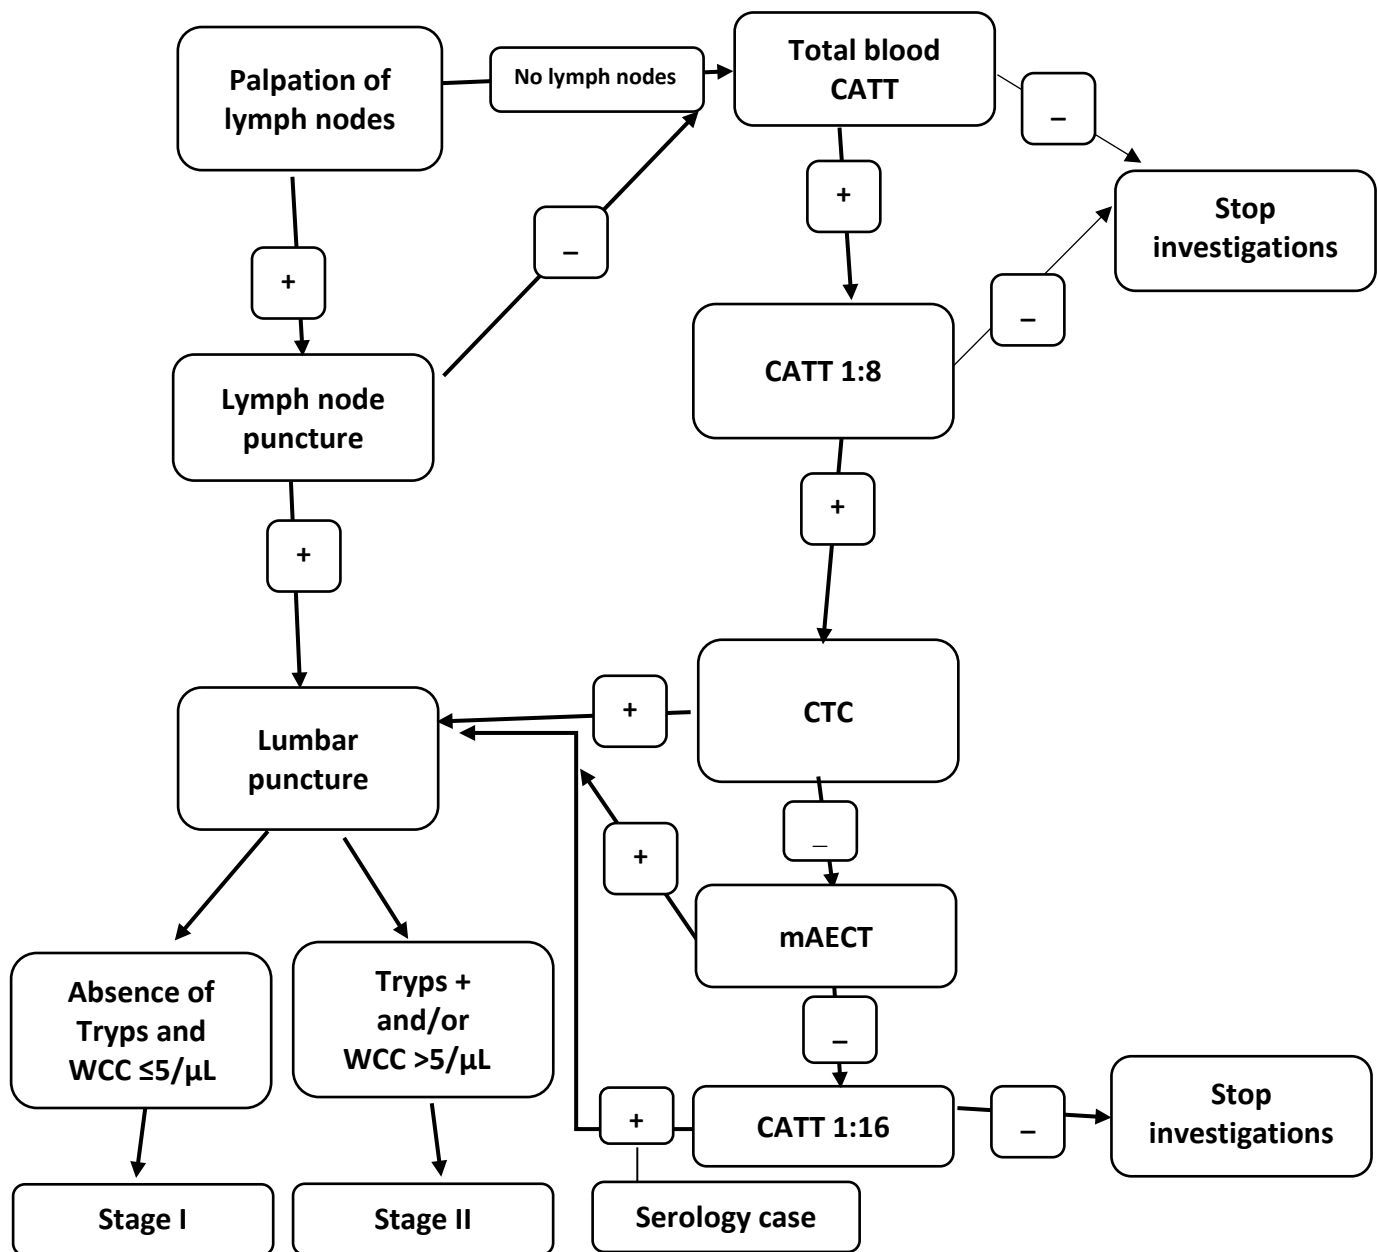 Palpation of
lymph nodes
No lymph nodes
Total blood
CATT
–
+
Stop
investigations
–
+
–
CATT 1:8
Lymph node
puncture
+
+
CTC
+
Lumbar
puncture
–
+
mAECT
Absence of
Tryps and
WCC ≤5/µL
Tryps +
and/or
WCC >5/µL
–
+
CATT 1:16
–
Stop
investigations
Stage I
Stage II
Serology case